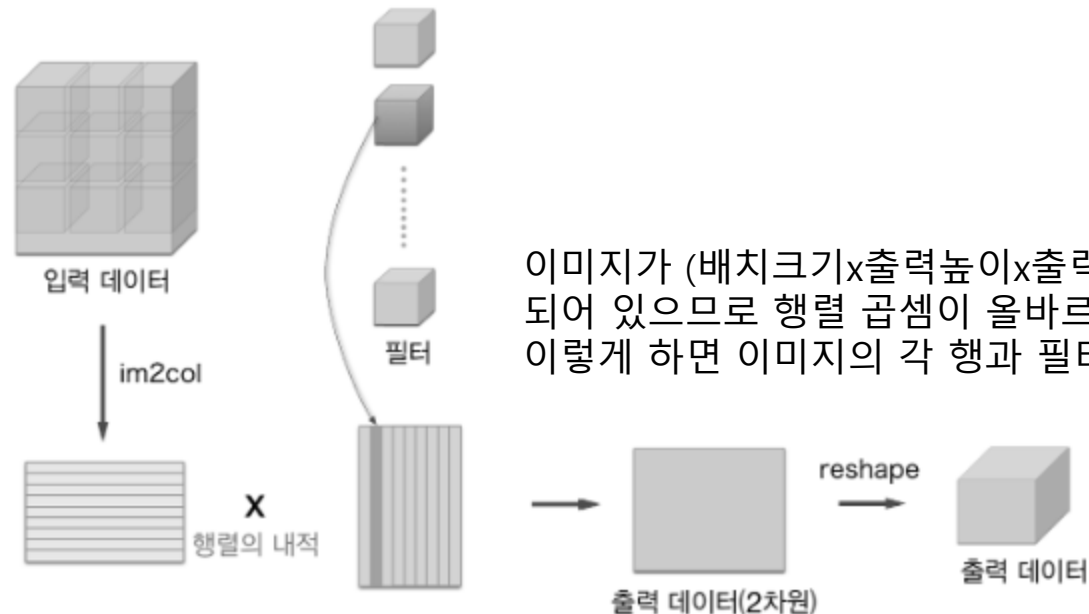 입력 데이터
im2col
필터
이미지가 (배치크기x출력높이x출력
되어 있으므로 행렬 곱셈이 올바르
이렇게 하면 이미지의 각 행과 필터
X
행렬의 내적
reshape
출력 데이터(2차원)
출력 데이터